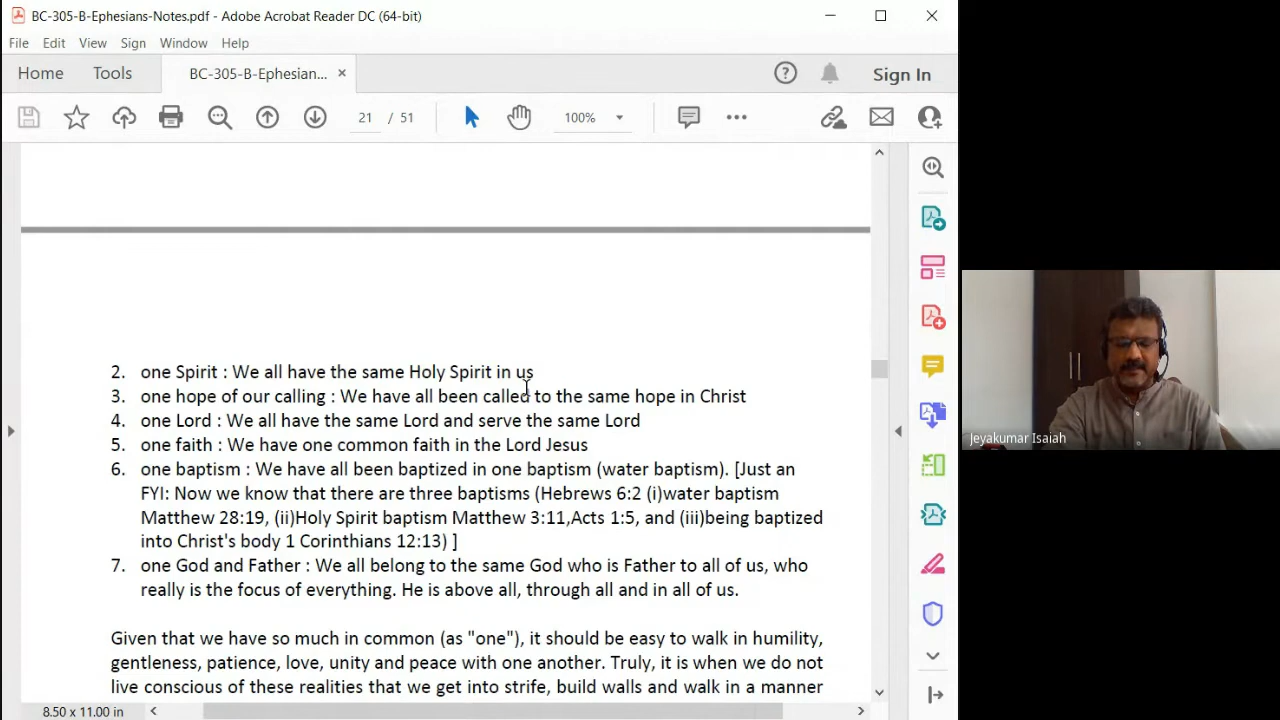 BC-305-B-Ephesians-Notes.pdf - Adobe Acrobat Reader DC (64-bit)
File Edit View Sign Window Help
Home Tools BC-305-B-Ephesian... × Sign In
21 / 51 100%
2. one Spirit : We all have the same Holy Spirit in us
3. one hope of our calling : We have all been called to the same hope in Christ
4. one Lord : We all have the same Lord and serve the same Lord
5. one faith : We have one common faith in the Lord Jesus
6. one baptism : We have all been baptized in one baptism (water baptism). [Just an
FYI: Now we know that there are three baptisms (Hebrews 6:2 (i)water baptism
Matthew 28:19, (ii)Holy Spirit baptism Matthew 3:11,Acts 1:5, and (iii)being baptized
into Christ's body 1 Corinthians 12:13) ]
7. one God and Father : We all belong to the same God who is Father to all of us, who
really is the focus of everything. He is above all, through all and in all of us.
Given that we have so much in common (as "one"), it should be easy to walk in humility,
gentleness, patience, love, unity and peace with one another. Truly, it is when we do not
live conscious of these realities that we get into strife, build walls and walk in a manner
8.50 x 11.00 in
Jeyakumar Isaiah